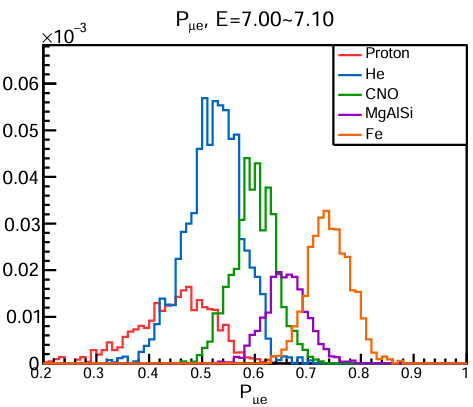 P_μe, E=7.00~7.10
×10⁻³
Proton
He
CNO
MgAlSi
Fe
0.06
0.05
0.04
0.03
0.02
0.01
0
0.2 0.3 0.4 0.5 0.6 0.7 0.8 0.9 1
P_μe